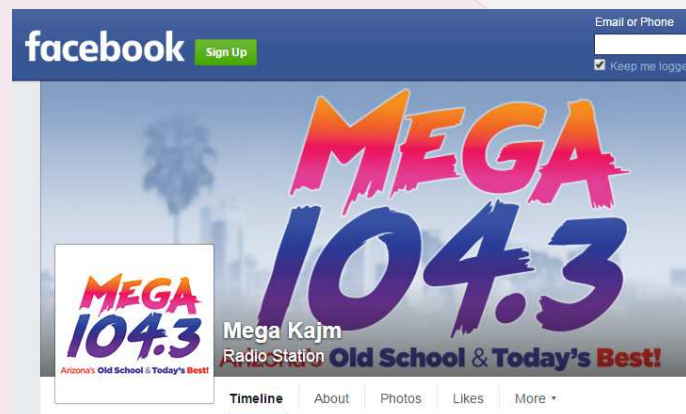 Email or Phone
facebook Sign Up
Keep me logge
MEGA
104.3
MEGA
104.3
Arizona's Old School & Today's Best!
Mega Kajm
Radio Station
Arizona's Old School & Today's Best!
Timeline About Photos Likes More